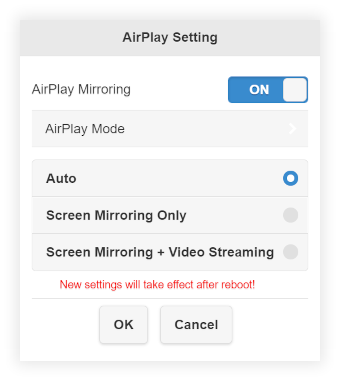 AirPlay Setting
AirPlay Mirroring ON
AirPlay Mode
Auto
Screen Mirroring Only
Screen Mirroring + Video Streaming
New settings will take effect after reboot!
OK Cancel